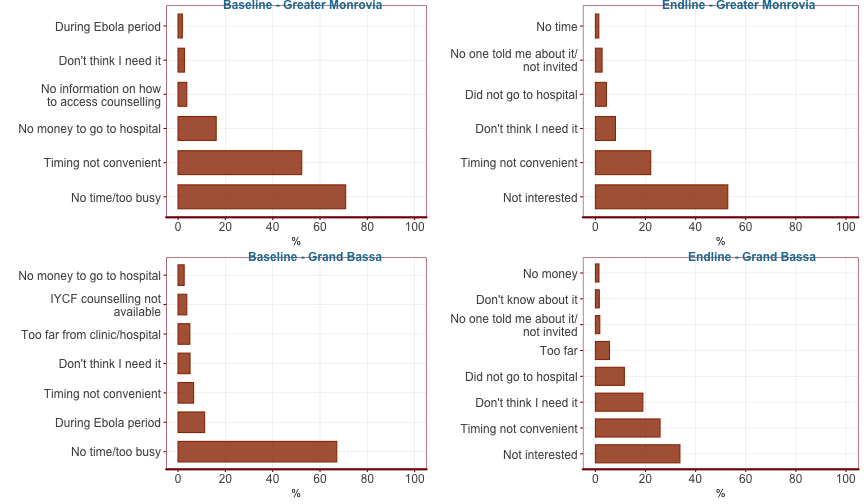 Baseline - Greater Monrovia
During Ebola period
Don't think I need it
No information on how
to access counselling
No money to go to hospital
Timing not convenient
No time/too busy
0 20 40 60 80 100
%
Endline - Greater Monrovia
No time
No one told me about it/
not invited
Did not go to hospital
Don't think I need it
Timing not convenient
Not interested
0 20 40 60 80 100
%
Baseline - Grand Bassa
No money to go to hospital
IYCF counselling not
available
Too far from clinic/hospital
Don't think I need it
Timing not convenient
During Ebola period
No time/too busy
0 20 40 60 80 100
%
Endline - Grand Bassa
No money
Don't know about it
No one told me about it/
not invited
Too far
Did not go to hospital
Don't think I need it
Timing not convenient
Not interested
0 20 40 60 80 100
%